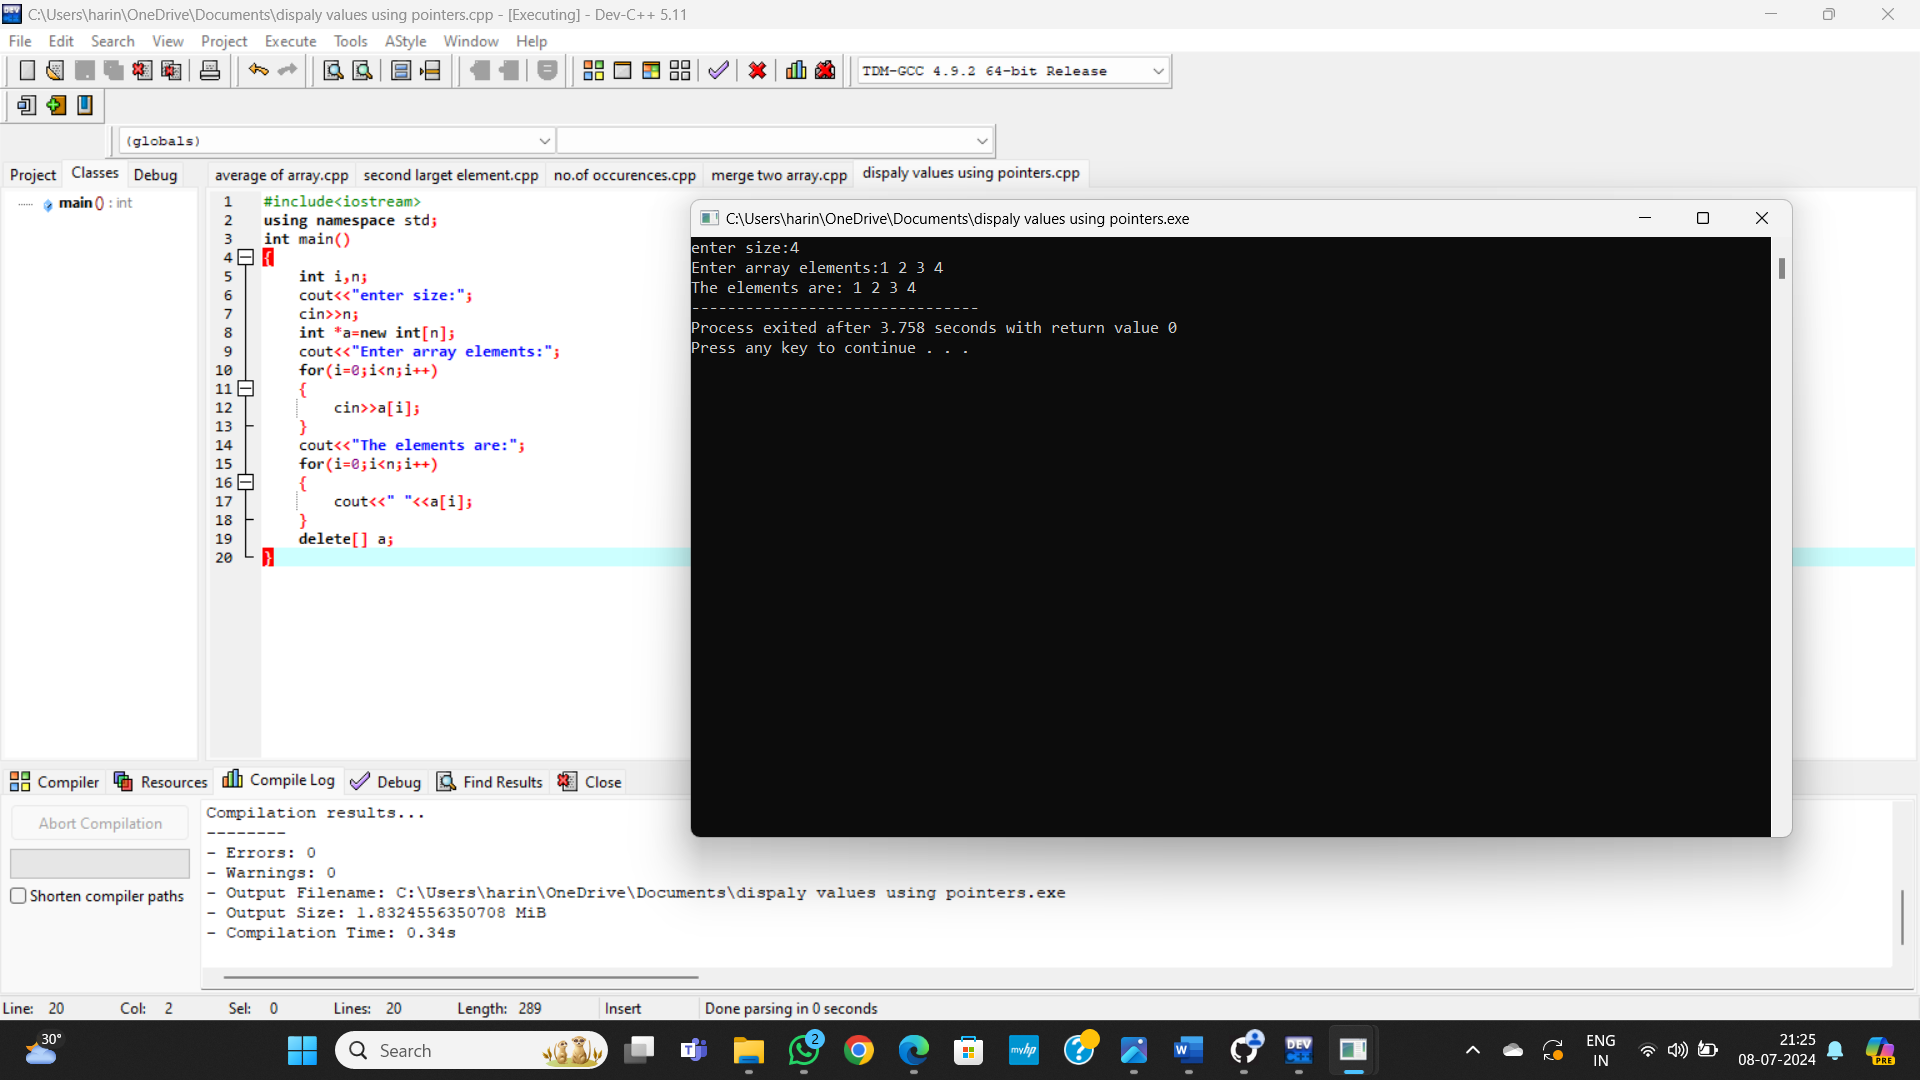 C:\Users\harin\OneDrive\Documents\dispaly values using pointers.cpp - [Executing] - Dev-C++ 5.11
File Edit Search View Project Execute Tools AStyle Window Help
TDM-GCC 4.9.2 64-bit Release
(globals)
Project Classes Debug
average of array.cpp second larget element.cpp no.of occurences.cpp merge two array.cpp dispaly values using pointers.cpp
main () : int
1 #include<iostream>
2 using namespace std;
3 int main()
4 {
5 int i,n;
6 cout<<"enter size:";
7 cin>>n;
8 int *a=new int[n];
9 cout<<"Enter array elements:";
10 for(i=0;i<n;i++)
11 {
12 cin>>a[i];
13 }
14 cout<<"The elements are:";
15 for(i=0;i<n;i++)
16 {
17 cout<<" "<<a[i];
18 }
19 delete[] a;
20 }
C:\Users\harin\OneDrive\Documents\dispaly values using pointers.exe
enter size:4
Enter array elements:1 2 3 4
The elements are: 1 2 3 4
--------------------------------
Process exited after 3.758 seconds with return value 0
Press any key to continue . . .
Compiler Resources Compile Log Debug Find Results Close
Abort Compilation
Shorten compiler paths
Compilation results...
--------
- Errors: 0
- Warnings: 0
- Output Filename: C:\Users\harin\OneDrive\Documents\dispaly values using pointers.exe
- Output Size: 1.8324556350708 MiB
- Compilation Time: 0.34s
Line: 20 Col: 2 Sel: 0 Lines: 20 Length: 289 Insert Done parsing in 0 seconds
30°
Search
myhp
2
DEV
ENG
IN
21:25
08-07-2024
PRE